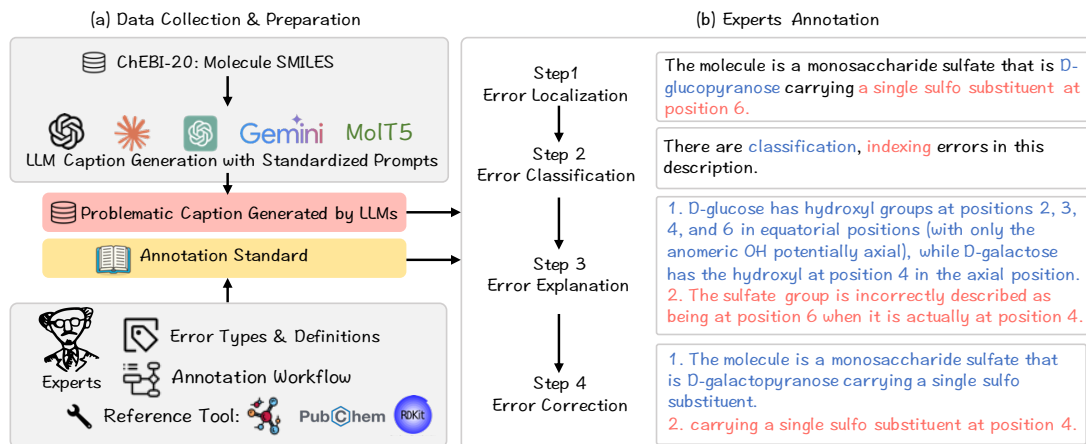 (a) Data Collection & Preparation
ChEBI-20: Molecule SMILES
Gemini
MolT5
LLM Caption Generation with Standardized Prompts
Problematic Caption Generated by LLMs
Annotation Standard
Experts
Error Types & Definitions
Annotation Workflow
Reference Tool:
PubChem
RDKit
(b) Experts Annotation
Step1
Error Localization
The molecule is a monosaccharide sulfate that is D-
glucopyranose carrying a single sulfo substituent at
position 6.
Step 2
Error Classification
There are classification, indexing errors in this
description.
Step 3
Error Explanation
1. D-glucose has hydroxyl groups at positions 2, 3,
4, and 6 in equatorial positions (with only the
anomeric OH potentially axial), while D-galactose
has the hydroxyl at position 4 in the axial position.
2. The sulfate group is incorrectly described as
being at position 6 when it is actually at position 4.
Step 4
Error Correction
1. The molecule is a monosaccharide sulfate that
is D-galactopyranose carrying a single sulfo
substituent.
2. carrying a single sulfo substituent at position 4.